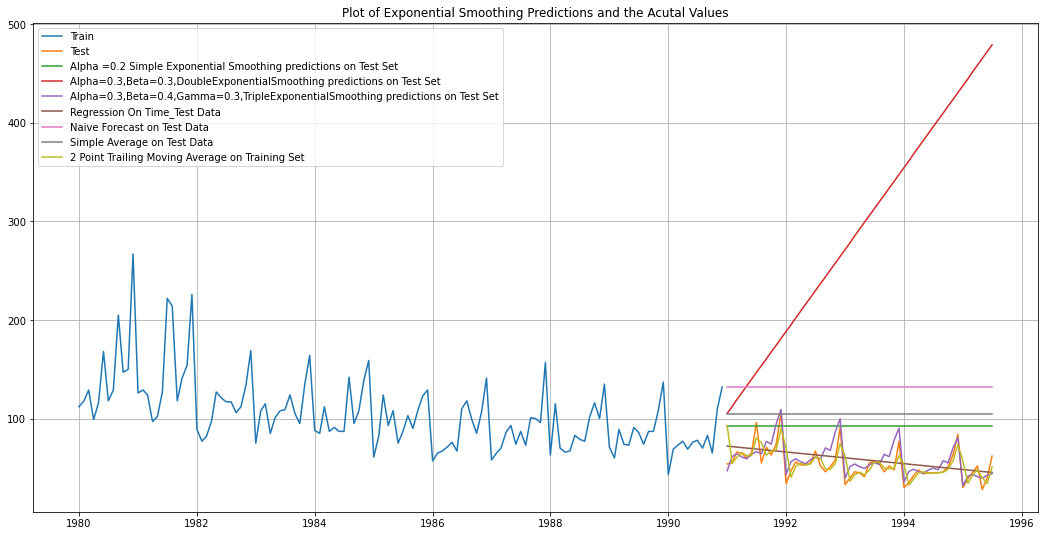 Plot of Exponential Smoothing Predictions and the Acutal Values
500
400
300
200
100
Train
Test
Alpha =0.2 Simple Exponential Smoothing predictions on Test Set
Alpha=0.3,Beta=0.3,DoubleExponentialSmoothing predictions on Test Set
Alpha=0.3,Beta=0.4,Gamma=0.3,TripleExponentialSmoothing predictions on Test Set
Regression On Time_Test Data
Naive Forecast on Test Data
Simple Average on Test Data
2 Point Trailing Moving Average on Training Set
1980 1982 1984 1986 1988 1990 1992 1994 1996